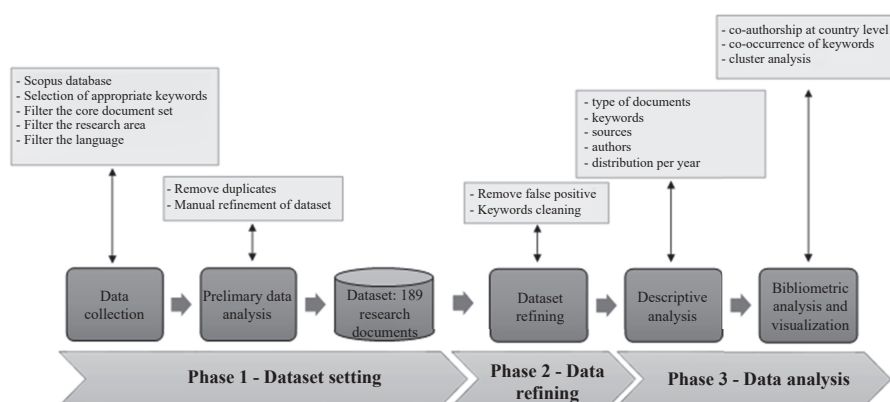 - co-authorship at country level
- co-occurrence of keywords
- cluster analysis
- Scopus database
- Selection of appropriate keywords
- Filter the core document set
- Filter the research area
- Filter the language
- type of documents
- keywords
- sources
- authors
- distribution per year
- Remove duplicates
- Manual refinement of dataset
- Remove false positive
- Keywords cleaning
Data
collection
Prelimary data
analysis
Dataset: 189
research
documents
Dataset
refining
Descriptive
analysis
Bibliometric
analysis and
visualization
Phase 1 - Dataset setting
Phase 2 - Data
refining
Phase 3 - Data analysis